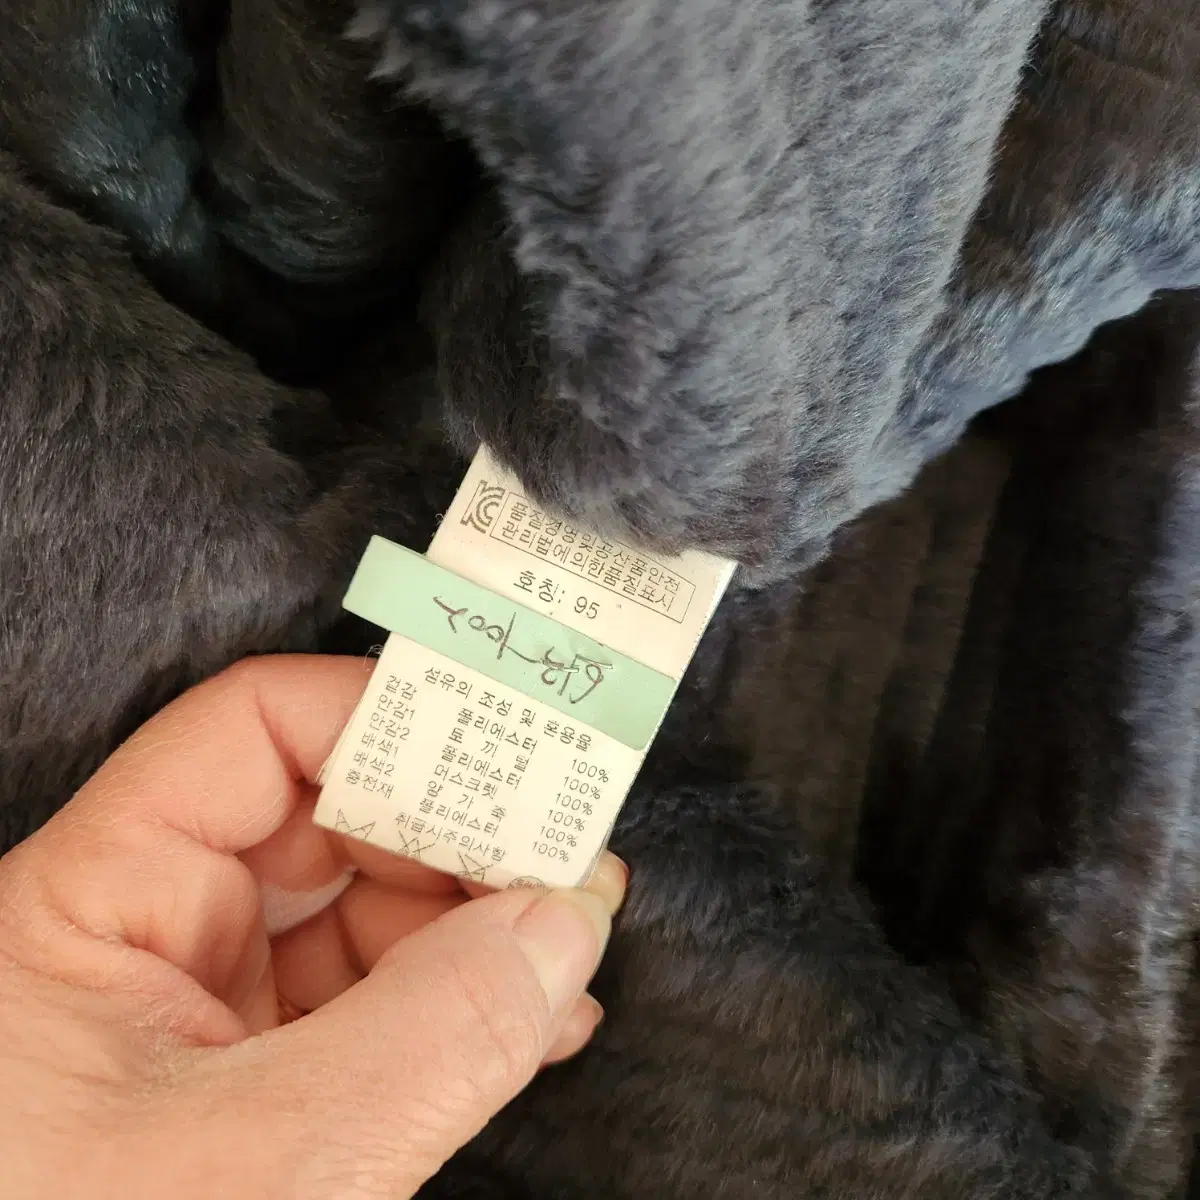 품질경영및공산품안전
관리법에의한품질표시
호칭: 95
섬유의 조성 및 혼용율
겉감 폴리에스터 100%
안감1 토끼털 100%
안감2 폴리에스터 100%
배색1 머스크렛 100%
배색2 양가죽 100%
충전재 폴리에스터 100%
취급시주의사항